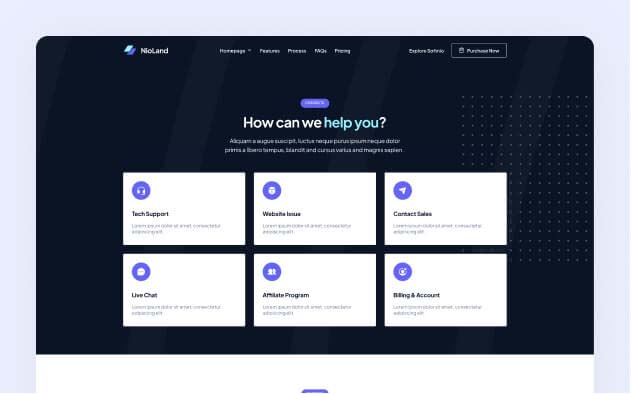 NioLand
Homepage Features Process FAQs Pricing
Explore Softnio
Purchase Now
How can we help you?
Aliquam a augue suscipit, luctus neque purus ipsum neque dolor
primis a libero tempus, blandit and cursus varius and magnis sapien
Tech Support
Lorem ipsum dolor sit amet, consectetur
adipiscing elit
Website Issue
Lorem ipsum dolor sit amet, consectetur
adipiscing elit
Contact Sales
Lorem ipsum dolor sit amet, consectetur
adipiscing elit
Live Chat
Lorem ipsum dolor sit amet, consectetur
adipiscing elit
Affiliate Program
Lorem ipsum dolor sit amet, consectetur
adipiscing elit
Billing & Account
Lorem ipsum dolor sit amet, consectetur
adipiscing elit